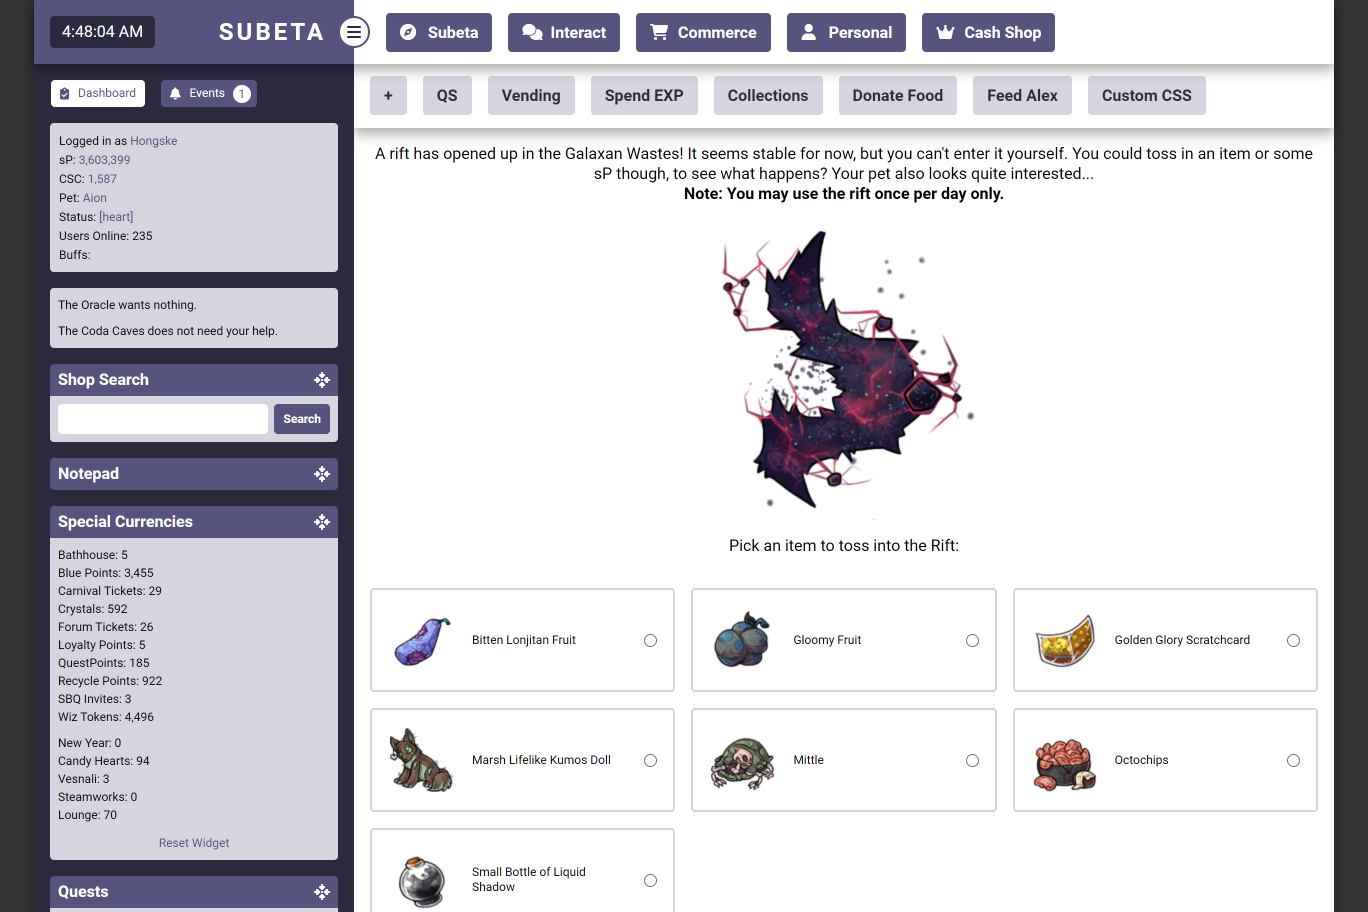 4:48:04 AM
SUBETA
Subeta
Interact
Commerce
Personal
Cash Shop
Dashboard
Events 1
+
QS
Vending
Spend EXP
Collections
Donate Food
Feed Alex
Custom CSS
Logged in as Hongske
sP: 3,603,399
CSC: 1,587
Pet: Aion
Status: [heart]
Users Online: 235
Buffs:
The Oracle wants nothing.
The Coda Caves does not need your help.
Shop Search
Search
Notepad
Special Currencies
Bathhouse: 5
Blue Points: 3,455
Carnival Tickets: 29
Crystals: 592
Forum Tickets: 26
Loyalty Points: 5
QuestPoints: 185
Recycle Points: 922
SBQ Invites: 3
Wiz Tokens: 4,496
New Year: 0
Candy Hearts: 94
Vesnali: 3
Steamworks: 0
Lounge: 70
Reset Widget
Quests
A rift has opened up in the Galaxan Wastes! It seems stable for now, but you can't enter it yourself. You could toss in an item or some
sP though, to see what happens? Your pet also looks quite interested...
Note: You may use the rift once per day only.
Pick an item to toss into the Rift:
Bitten Lonjitan Fruit
Gloomy Fruit
Golden Glory Scratchcard
Marsh Lifelike Kumos Doll
Mittle
Octochips
Small Bottle of Liquid
Shadow